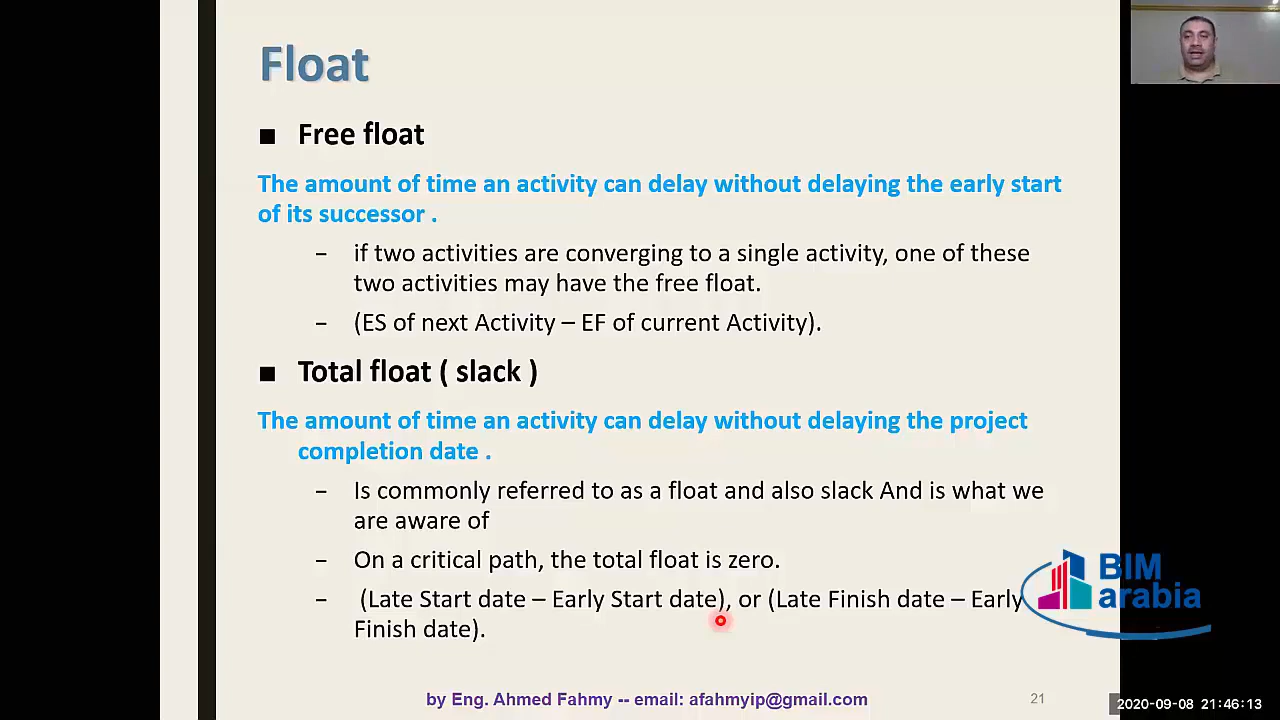 Float
■ Free float
The amount of time an activity can delay without delaying the early start
of its successor .
− if two activities are converging to a single activity, one of these
two activities may have the free float.
− (ES of next Activity – EF of current Activity).
■ Total float ( slack )
The amount of time an activity can delay without delaying the project
completion date .
− Is commonly referred to as a float and also slack And is what we
are aware of
− On a critical path, the total float is zero.
− (Late Start date – Early Start date), or (Late Finish date – Early
Finish date).
BIM
arabia
by Eng. Ahmed Fahmy -- email: afahmyip@gmail.com
21
2020-09-08 21:46:13